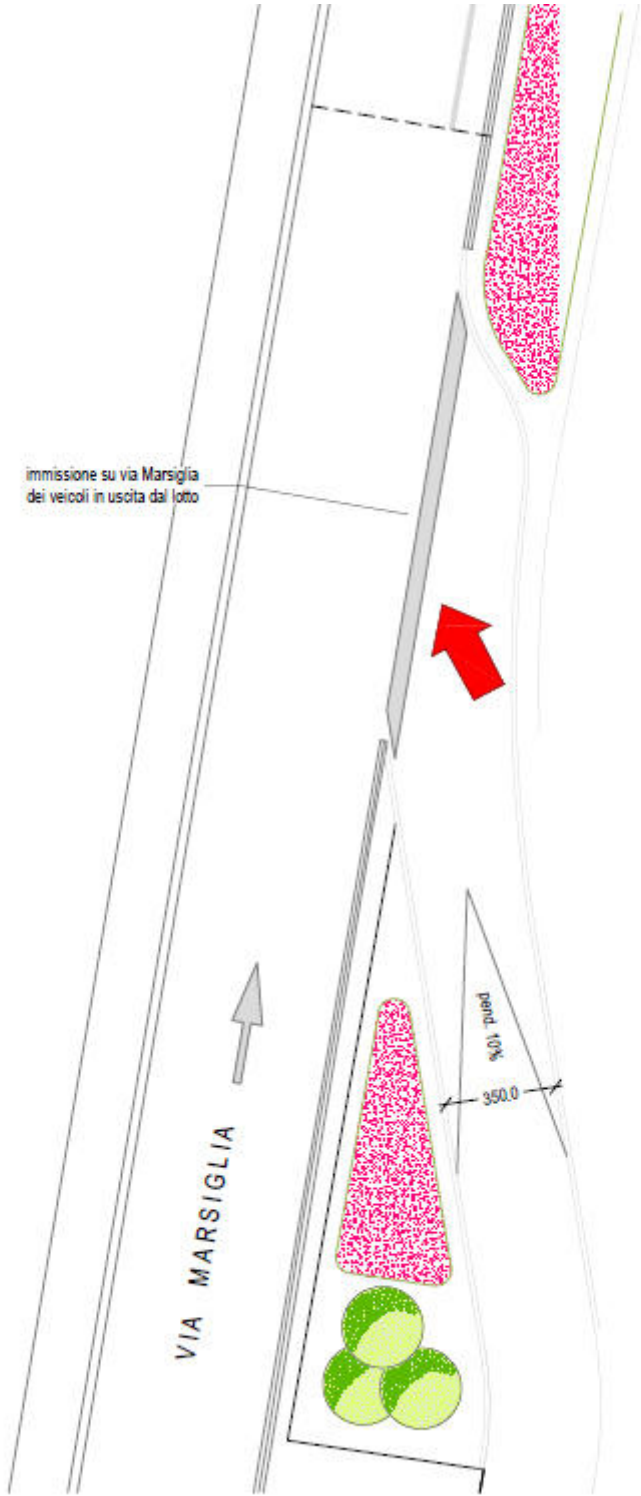 immissione su via Marsiglia
dei veicoli in uscita dal lotto
pend. 10%
350.0
VIA MARSIGLIA